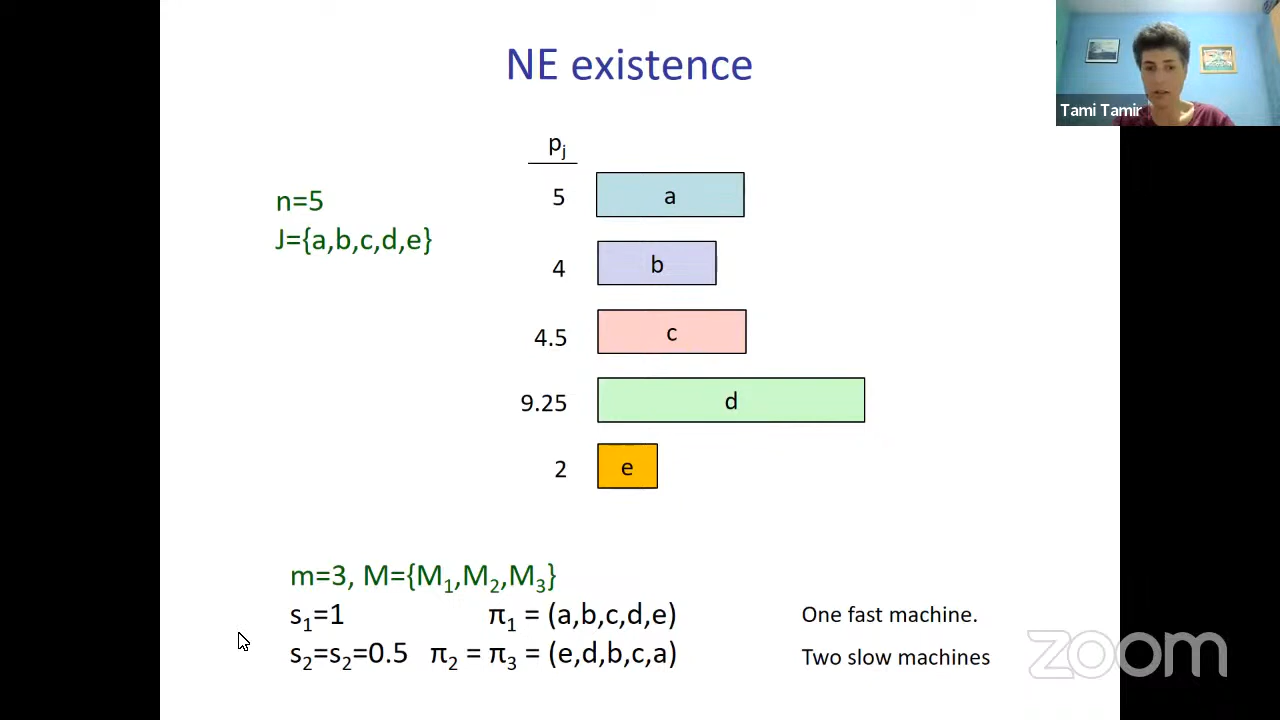 NE existence
Tami Tamir
pj
n=5
J={a,b,c,d,e}
5 a
4 b
4.5 c
9.25 d
2 e
m=3, M={M1,M2,M3}
s1=1 π1 = (a,b,c,d,e) One fast machine.
s2=s2=0.5 π2 = π3 = (e,d,b,c,a) Two slow machines
zoom